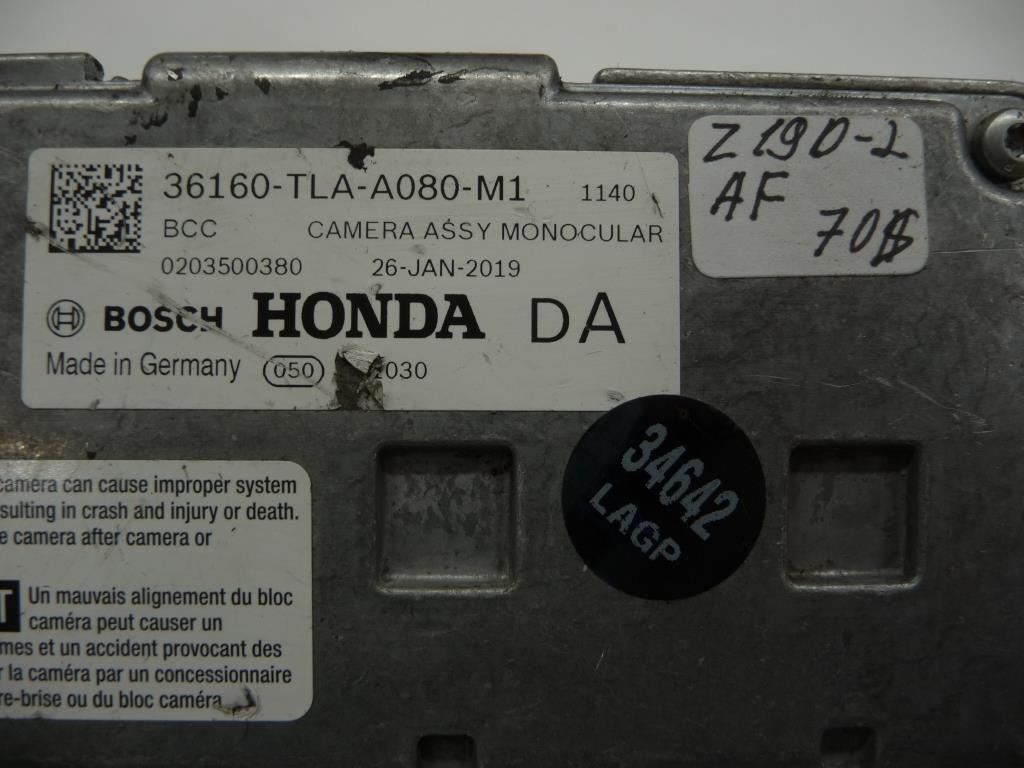 36160-TLA-A080-M1 1140
BCC CAMERA ASSY MONOCULAR
0203500380 26-JAN-2019
BOSCH HONDA DA
Made in Germany 050 030
Z19D-2
AF
70$
34642
LAGP
camera can cause improper system
sulting in crash and injury or death.
e camera after camera or
T Un mauvais alignement du bloc
caméra peut causer un
mes et un accident provocant des
r la caméra par un concessionnaire
re-brise ou du bloc caméra